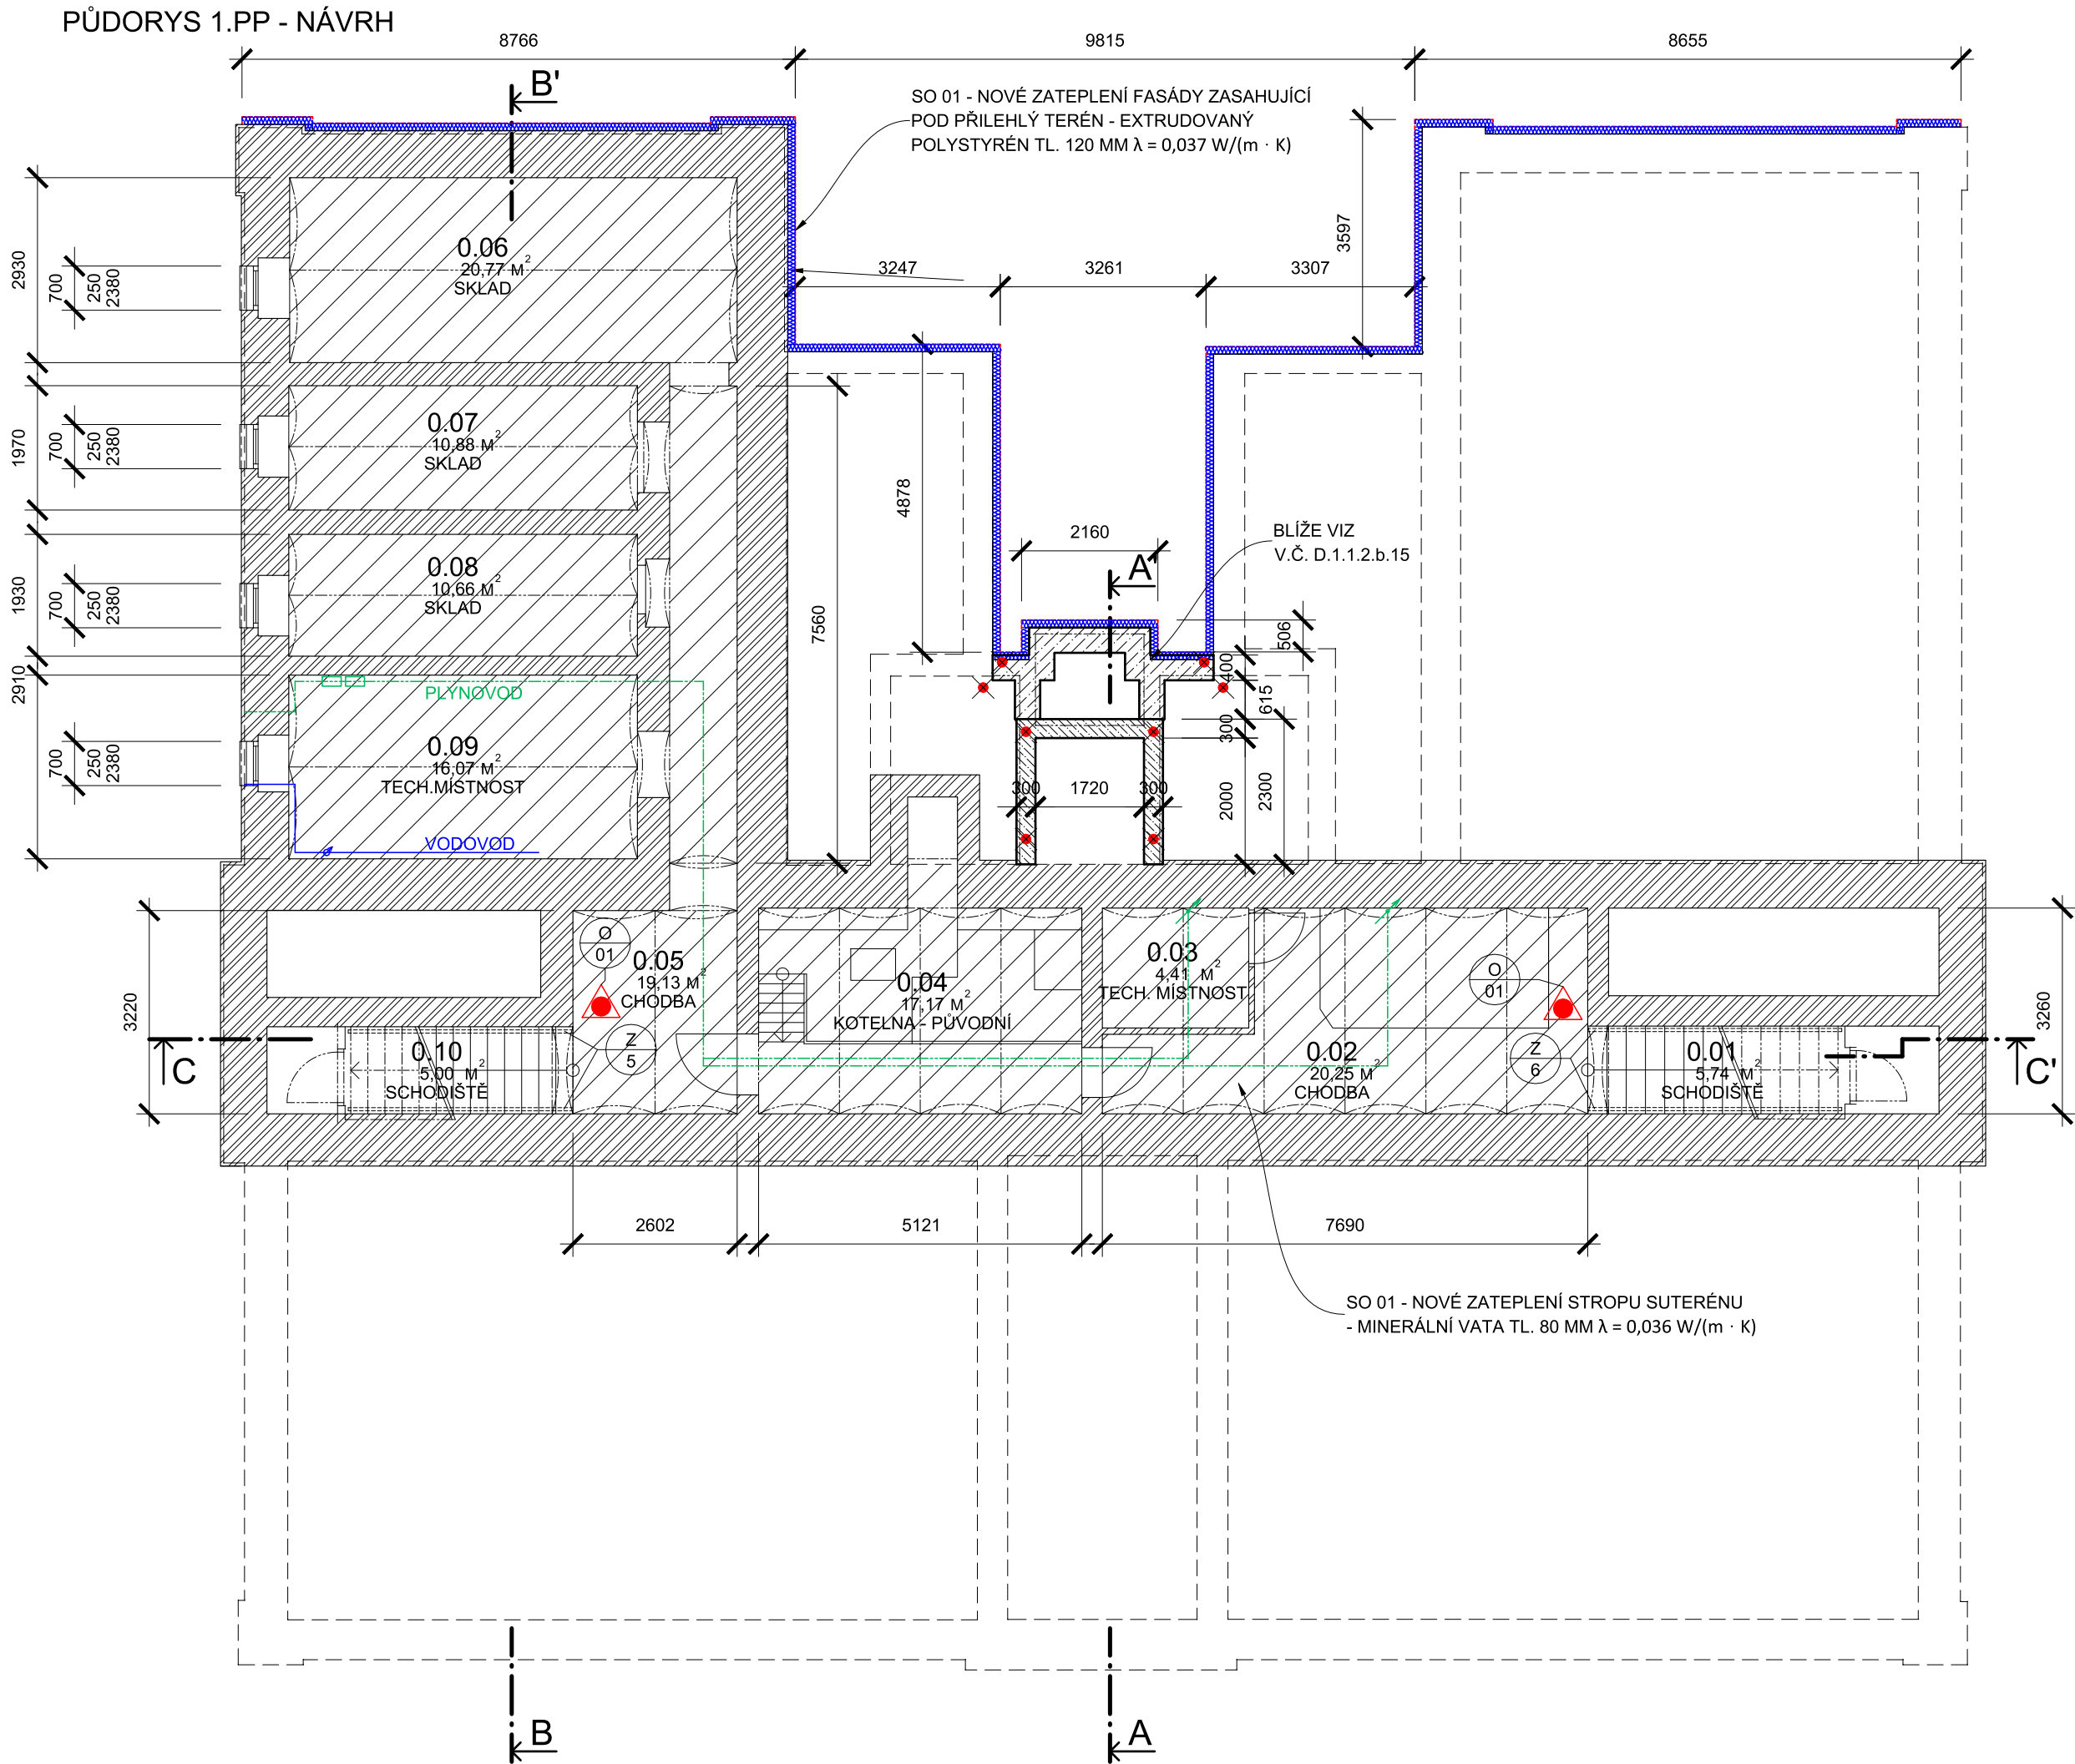 PŮDORYS 1.PP - NÁVRH
8766
9815
8655
B'
SO 01 - NOVÉ ZATEPLENÍ FASÁDY ZASAHUJÍCÍ
POD PŘILEHLÝ TERÉN - EXTRUDOVANÝ
POLYSTYRÉN TL. 120 MM λ = 0,037 W/(m · K)
3597
3247
3261
3307
2930
700
250
2380
0.06
20,77 M²
SKLAD
1970
700
250
2380
0.07
10,88 M²
SKLAD
4878
2160
BLÍŽE VIZ
V.Č. D.1.1.2.b.15
A'
1930
700
250
2380
0.08
10,66 M²
SKLAD
7560
506
400
615
300
2910
700
250
2380
PLYNOVOD
0.09
16,07 M²
TECH.MÍSTNOST
VODOVOD
300
1720
300
2000
2300
3220
O
01
0.05
19,13 M²
CHODBA
0.04
17,17 M²
KOTELNA - PŮVODNÍ
0.03
4,41 M²
TECH. MÍSTNOST
O
01
3260
C
0.10
5,00 M²
SCHODIŠTĚ
Z
5
0.02
20,25 M²
CHODBA
Z
6
0.01
5,74 M²
SCHODIŠTĚ
C'
2602
5121
7690
SO 01 - NOVÉ ZATEPLENÍ STROPU SUTERÉNU
- MINERÁLNÍ VATA TL. 80 MM λ = 0,036 W/(m · K)
B
A